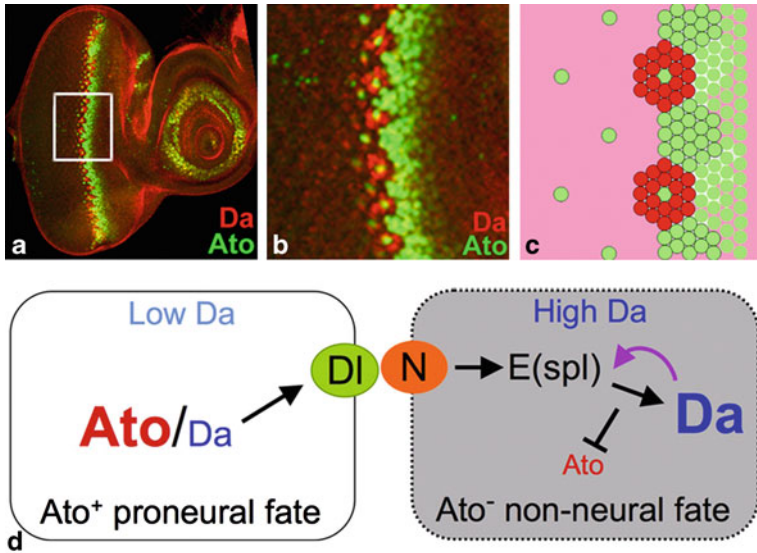 Da
Ato
a
Da
Ato
b
c
Low Da
High Da
Dl
N
E(spl)
Ato/Da
Da
Ato
Ato⁺ proneural fate
Ato⁻ non-neural fate
d